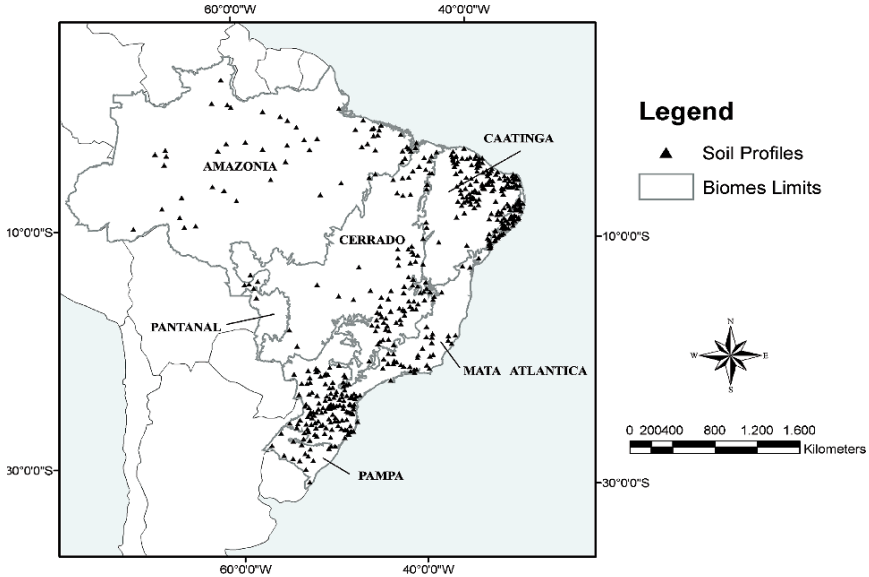 60°0'0"W 40°0'0"W
Legend
CAATINGA
Soil Profiles
AMAZONIA
Biomes Limits
10°0'0"S 10°0'0"S
CERRADO
PANTANAL
N
W E
S
MATA ATLANTICA
0 200400 800 1.200 1.600
Kilometers
30°0'0"S 30°0'0"S
PAMPA
60°0'0"W 40°0'0"W